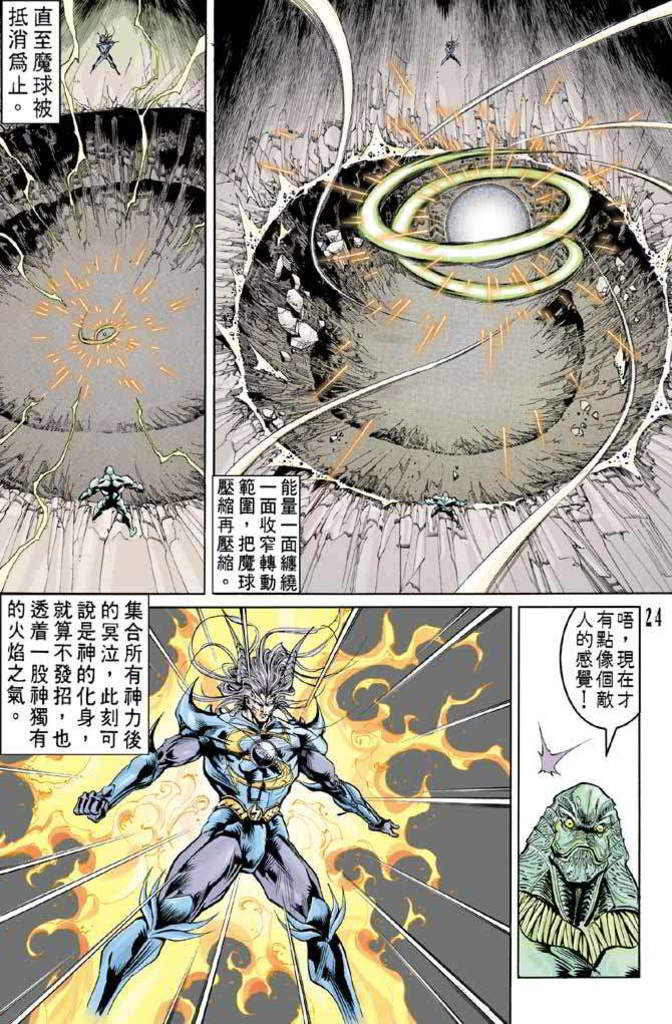 能量一面纏繞
一面收窄轉動
範圍，把魔球
壓縮再壓縮。
直至魔球被
抵消為止。
24
唔，現在才
有點像個敵
人的感覺！
集合所有神力後
的冥泣，此刻可
說是神的化身，
就算不發招，也
透着一股神獨有
的火焰之氣。